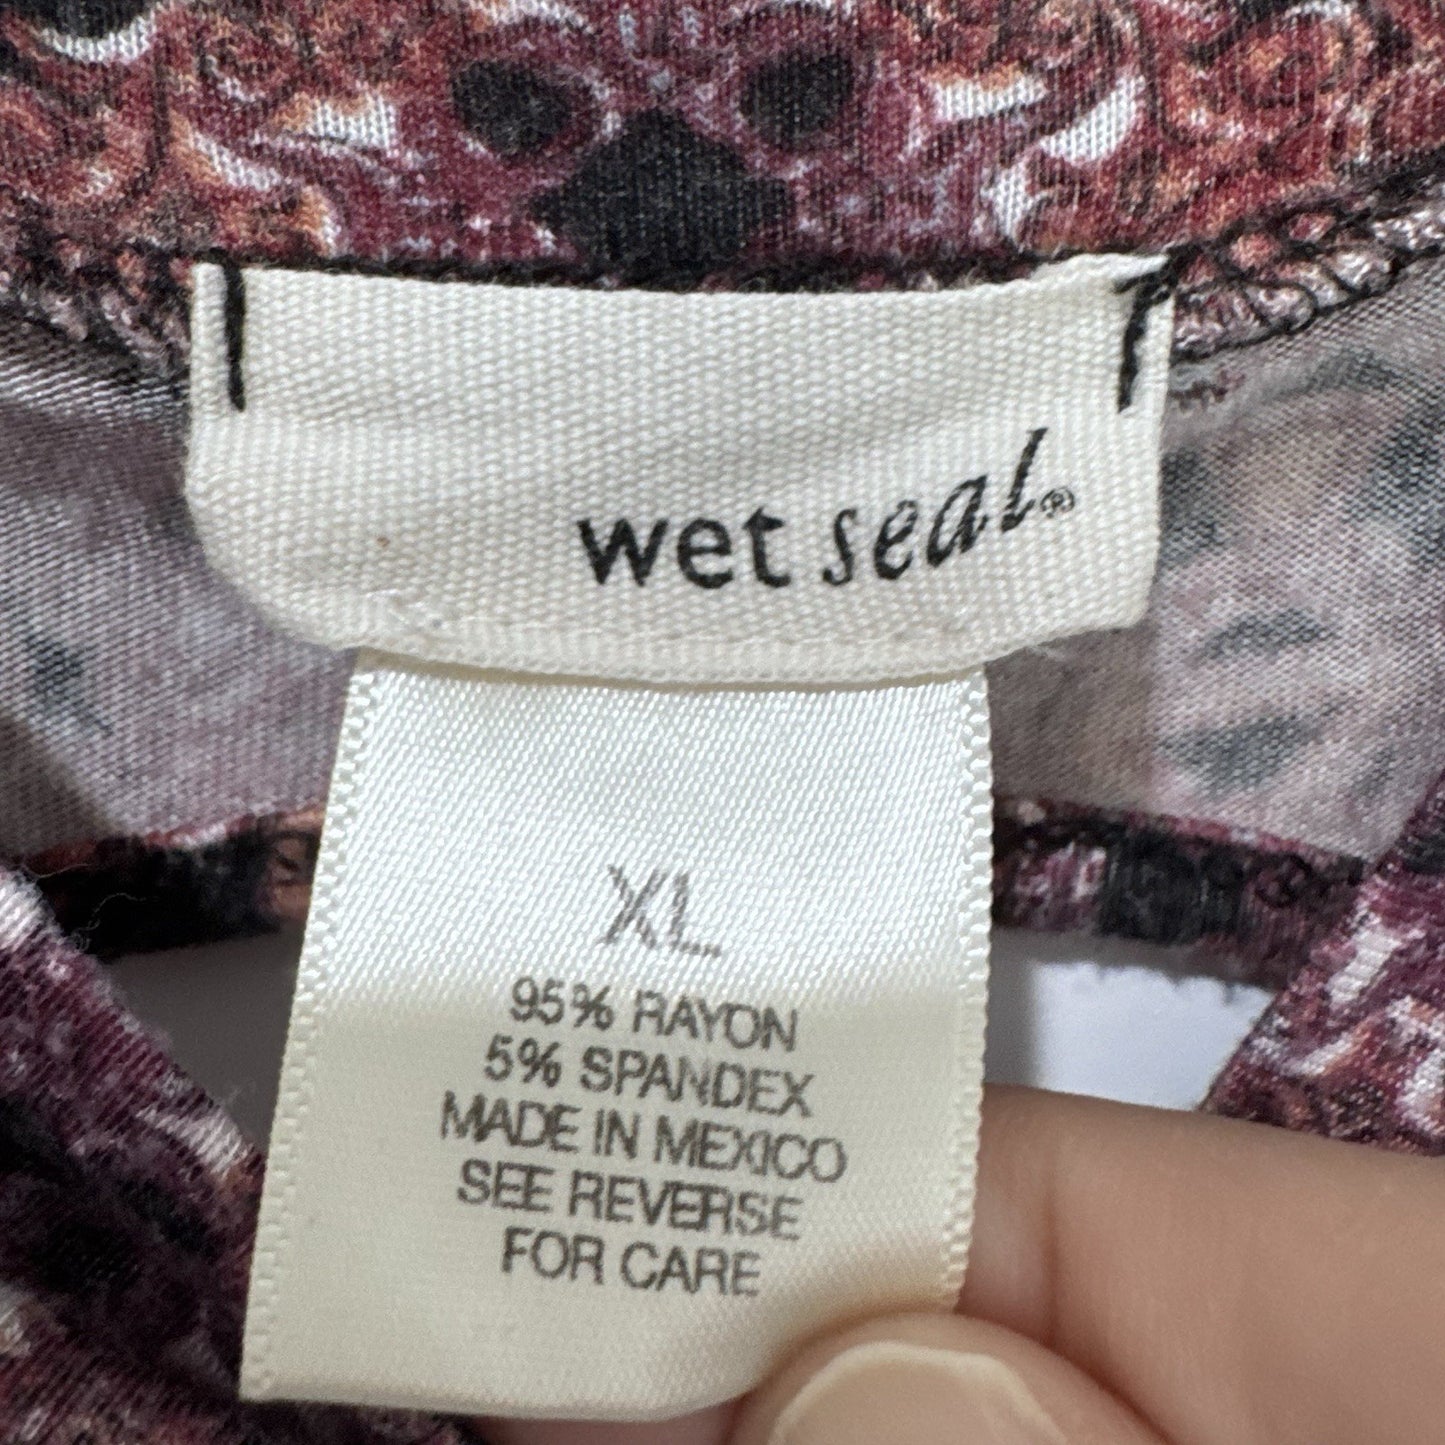 wet seal®
XL
95% RAYON
5% SPANDEX
MADE IN MEXICO
SEE REVERSE
FOR CARE